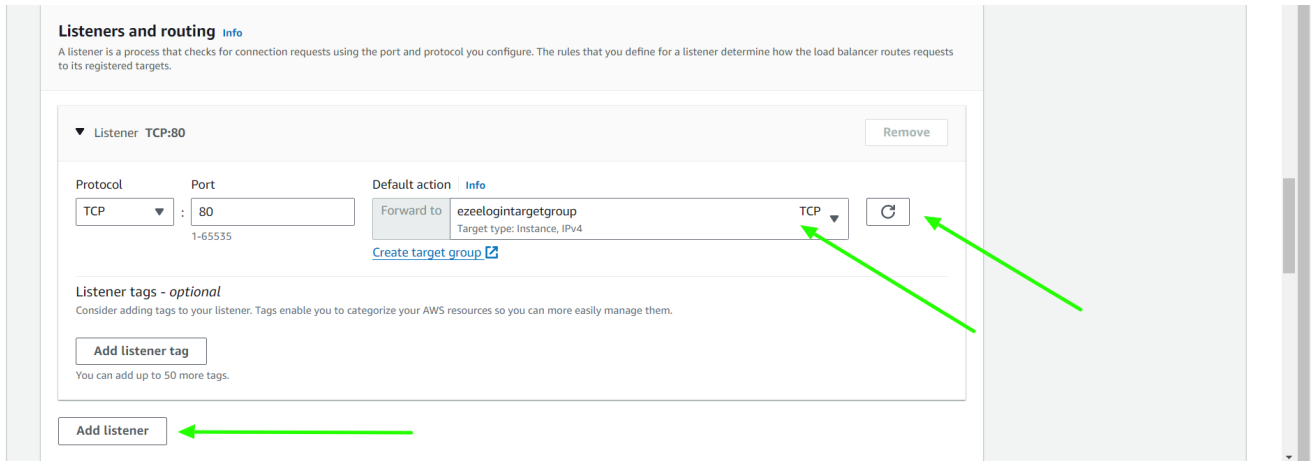 Listeners and routing Info
A listener is a process that checks for connection requests using the port and protocol you configure. The rules that you define for a listener determine how the load balancer routes requests
to its registered targets.
Listener TCP:80
Remove
Protocol
Port
Default action
Info
TCP
:
80
Forward to
ezeelogintargetgroup
TCP
Target type: Instance, IPv4
1-65535
Create target group
Listener tags - optional
Consider adding tags to your listener. Tags enable you to categorize your AWS resources so you can more easily manage them.
Add listener tag
You can add up to 50 more tags.
Add listener